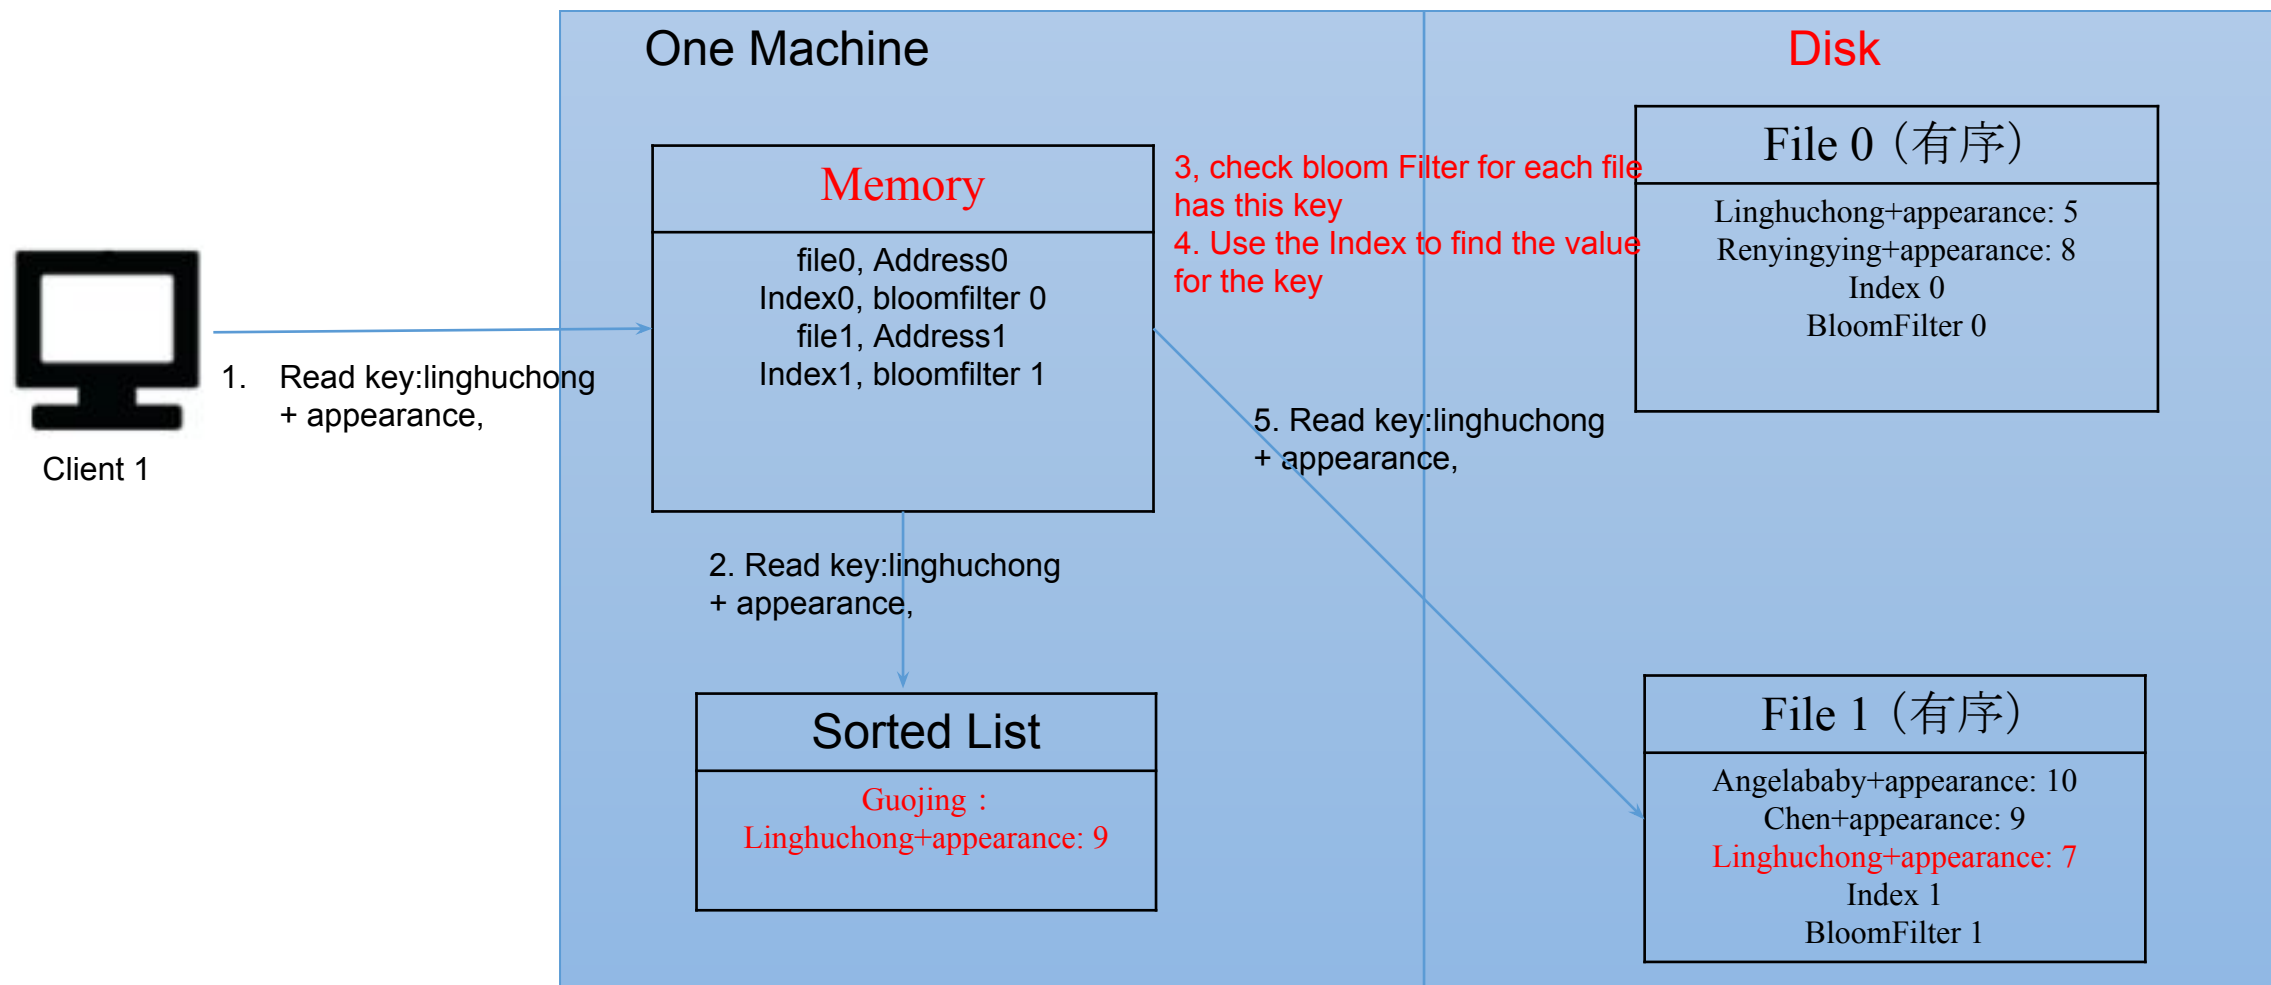 One Machine
Disk
Memory
file0, Address0
Index0, bloomfilter 0
file1, Address1
Index1, bloomfilter 1
3, check bloom Filter for each file
has this key
4. Use the Index to find the value
for the key
File 0（有序）
Linghuchong+appearance: 5
Renyingying+appearance: 8
Index 0
BloomFilter 0
1. Read key:linghuchong
+ appearance,
Client 1
5. Read key:linghuchong
+ appearance,
2. Read key:linghuchong
+ appearance,
Sorted List
Guojing：
Linghuchong+appearance: 9
File 1（有序）
Angelababy+appearance: 10
Chen+appearance: 9
Linghuchong+appearance: 7
Index 1
BloomFilter 1